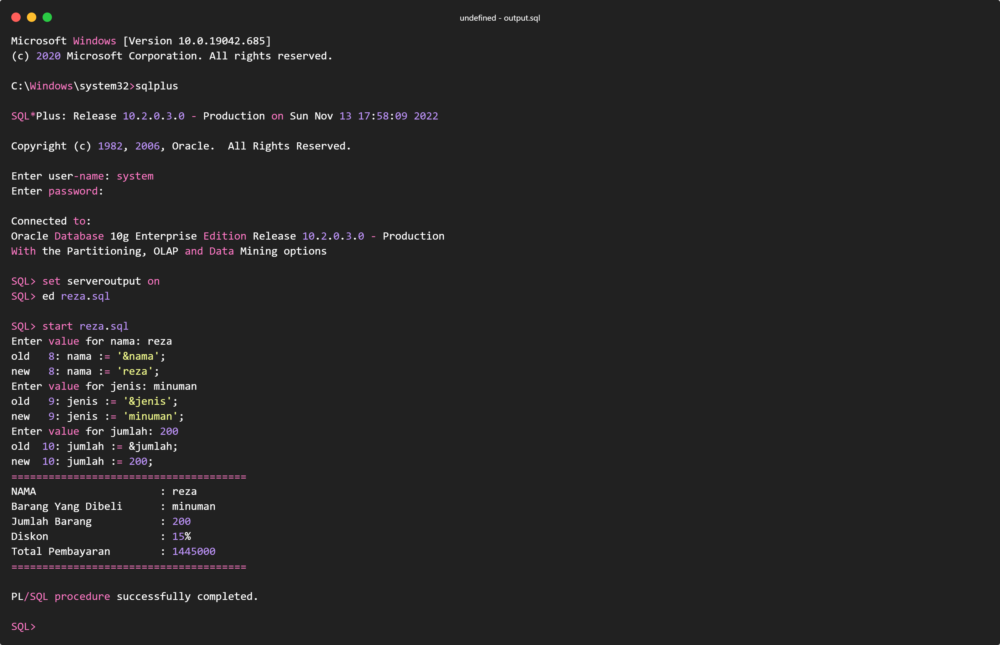 undefined - output.sql
Microsoft Windows [Version 10.0.19042.685]
(c) 2020 Microsoft Corporation. All rights reserved.
C:\Windows\system32>sqlplus
SQL*Plus: Release 10.2.0.3.0 - Production on Sun Nov 13 17:58:09 2022
Copyright (c) 1982, 2006, Oracle.  All Rights Reserved.
Enter user-name: system
Enter password:
Connected to:
Oracle Database 10g Enterprise Edition Release 10.2.0.3.0 - Production
With the Partitioning, OLAP and Data Mining options
SQL> set serveroutput on
SQL> ed reza.sql
SQL> start reza.sql
Enter value for nama: reza
old   8: nama := '&nama';
new   8: nama := 'reza';
Enter value for jenis: minuman
old   9: jenis := '&jenis';
new   9: jenis := 'minuman';
Enter value for jumlah: 200
old  10: jumlah := &jumlah;
new  10: jumlah := 200;
======================================
NAMA                    : reza
Barang Yang Dibeli      : minuman
Jumlah Barang           : 200
Diskon                  : 15%
Total Pembayaran        : 1445000
======================================
PL/SQL procedure successfully completed.
SQL>